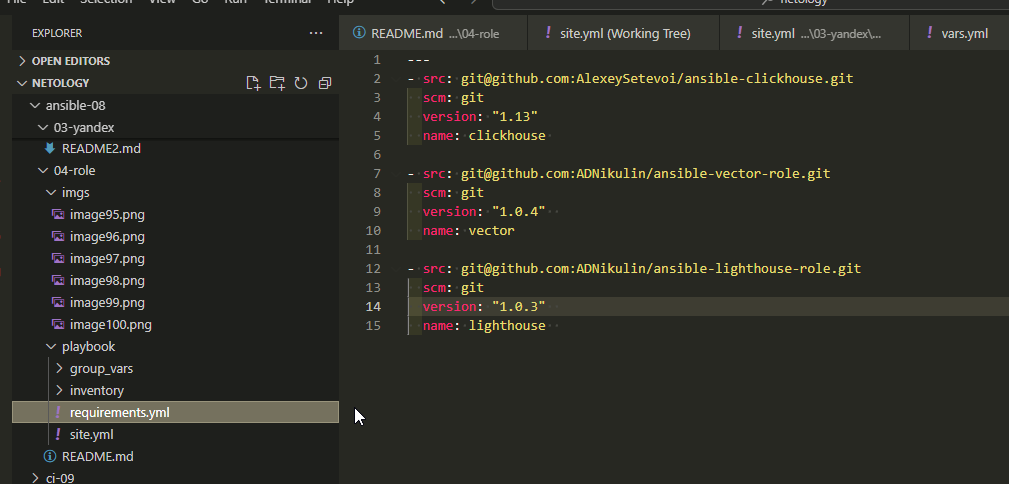 File Edit Selection View Go Run Terminal Help
netology
EXPLORER
README.md ...\04-role
site.yml (Working Tree)
site.yml ...\03-yandex\...
vars.yml
OPEN EDITORS
NETOLOGY
ansible-08
03-yandex
README2.md
04-role
imgs
image95.png
image96.png
image97.png
image98.png
image99.png
image100.png
playbook
group_vars
inventory
requirements.yml
site.yml
README.md
ci-09
1 ---
2 - src: git@github.com:AlexeySetevoi/ansible-clickhouse.git
3 scm: git
4 version: "1.13"
5 name: clickhouse
6
7 - src: git@github.com:ADNikulin/ansible-vector-role.git
8 scm: git
9 version: "1.0.4"
10 name: vector
11
12 - src: git@github.com:ADNikulin/ansible-lighthouse-role.git
13 scm: git
14 version: "1.0.3"
15 name: lighthouse